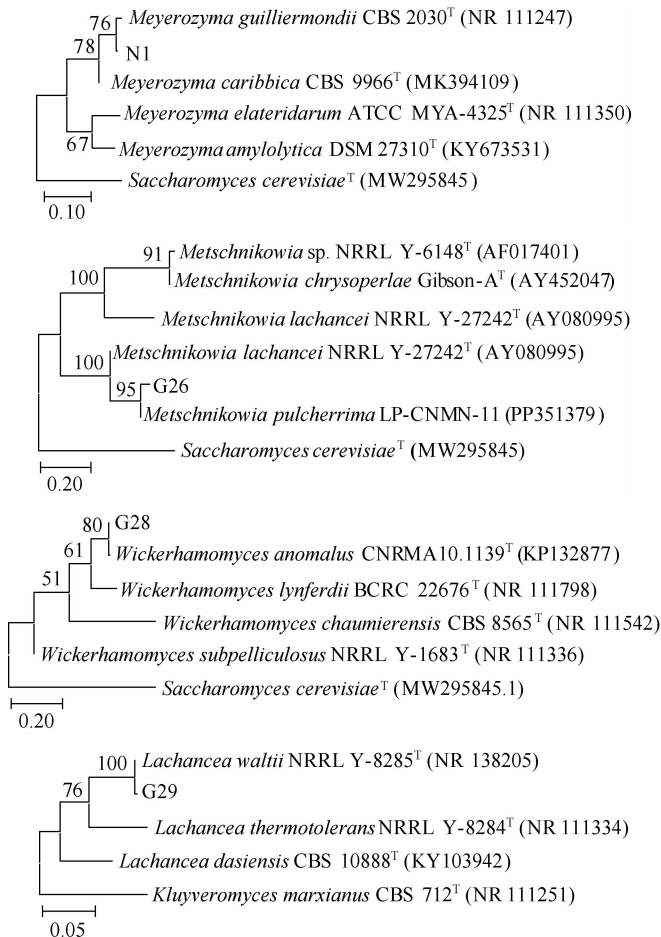 76 Meyerozyma guilliermondii CBS 2030ᵀ (NR 111247)
78 N1
Meyerozyma caribbica CBS 9966ᵀ (MK394109)
Meyerozyma elateridarum ATCC MYA-4325ᵀ (NR 111350)
67 Meyerozyma amylolytica DSM 27310ᵀ (KY673531)
Saccharomyces cerevisiaeᵀ (MW295845)
0.10
91 Metschnikowia sp. NRRL Y-6148ᵀ (AF017401)
100 Metschnikowia chrysoperlae Gibson-Aᵀ (AY452047)
Metschnikowia lachancei NRRL Y-27242ᵀ (AY080995)
100 Metschnikowia lachancei NRRL Y-27242ᵀ (AY080995)
95 G26
Metschnikowia pulcherrima LP-CNMN-11 (PP351379)
Saccharomyces cerevisiaeᵀ (MW295845)
0.20
80 G28
61 Wickerhamomyces anomalus CNRMA10.1139ᵀ (KP132877)
51 Wickerhamomyces lynferdii BCRC 22676ᵀ (NR 111798)
Wickerhamomyces chaumierensis CBS 8565ᵀ (NR 111542)
Wickerhamomyces subpelliculosus NRRL Y-1683ᵀ (NR 111336)
Saccharomyces cerevisiaeᵀ (MW295845.1)
0.20
100 Lachancea waltii NRRL Y-8285ᵀ (NR 138205)
76 G29
Lachancea thermotolerans NRRL Y-8284ᵀ (NR 111334)
Lachancea dasiensis CBS 10888ᵀ (KY103942)
Kluyveromyces marxianus CBS 712ᵀ (NR 111251)
0.05